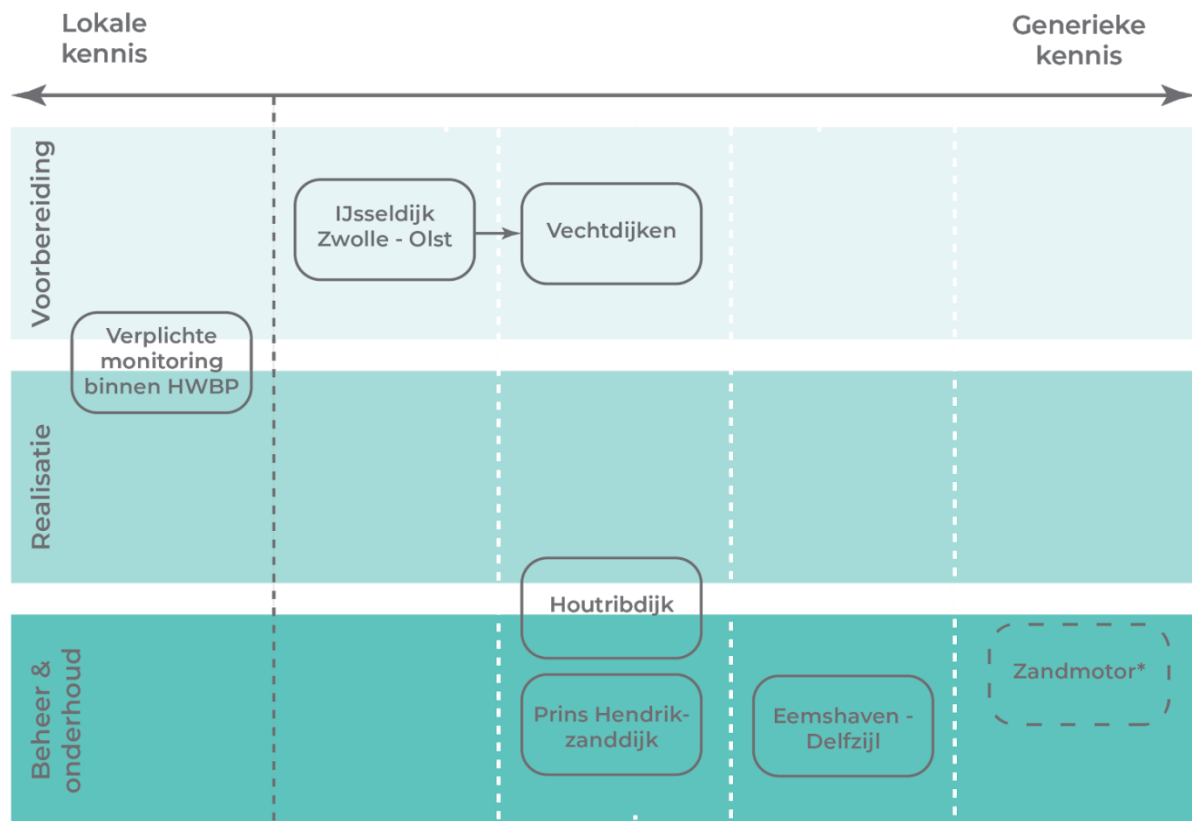 Lokale
kennis
Generieke
kennis
Voorbereiding
IJsseldijk
Zwolle - Olst
Vechtdijken
Verplichte
monitoring
binnen HWBP
Realisatie
Houtribdijk
Beheer &
onderhoud
Prins Hendrik-
zanddijk
Eemshaven -
Delfzijl
Zandmotor*